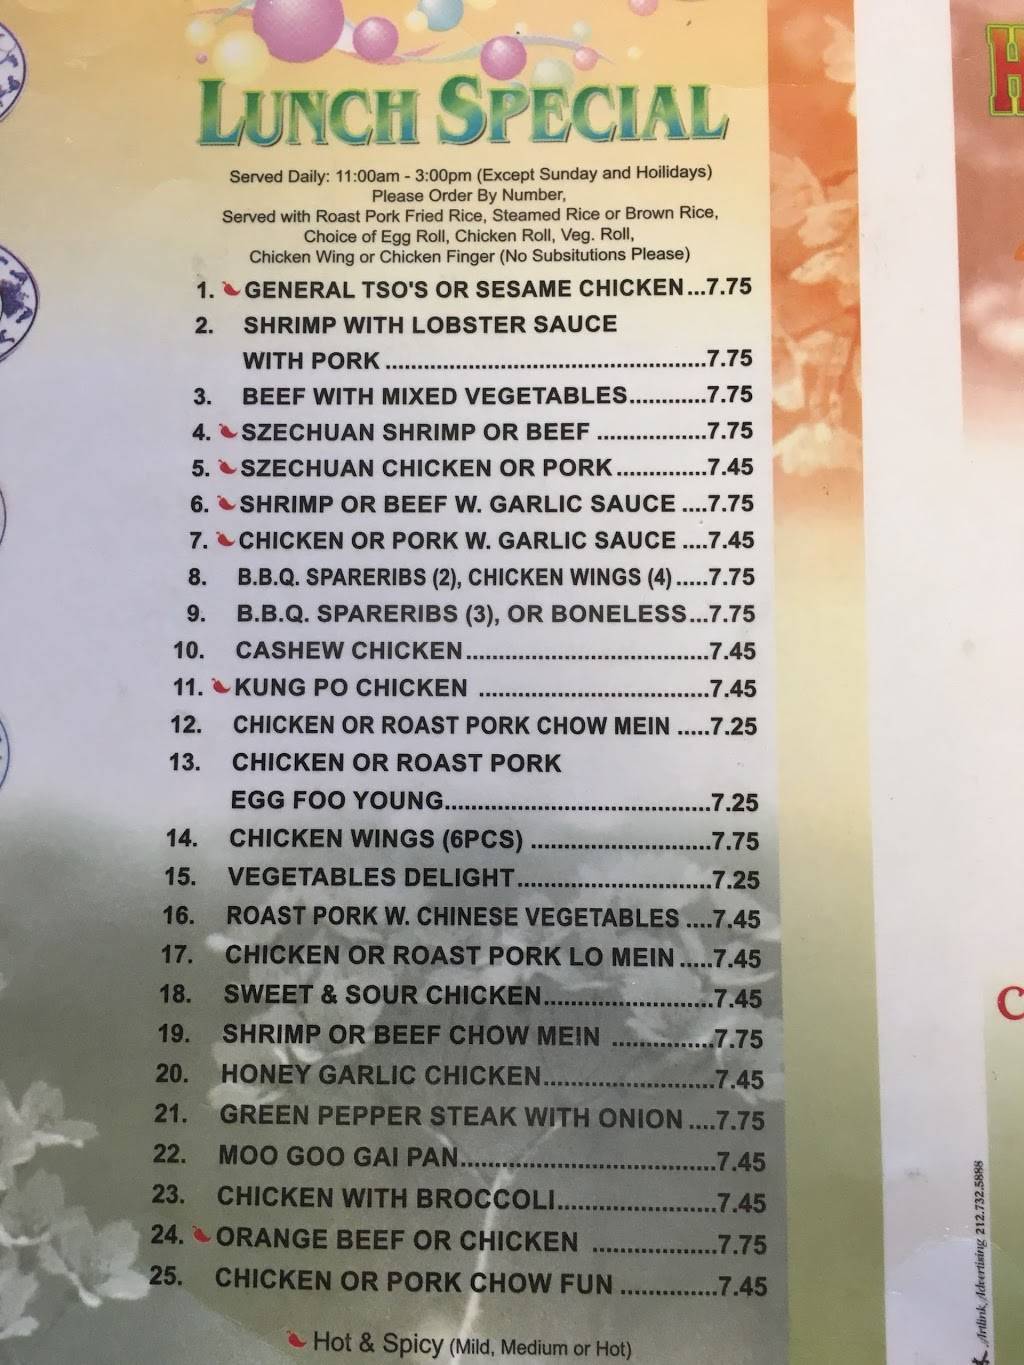 LUNCH SPECIAL
Served Daily: 11:00am - 3:00pm (Except Sunday and Hoilidays)
Please Order By Number,
Served with Roast Pork Fried Rice, Steamed Rice or Brown Rice,
Choice of Egg Roll, Chicken Roll, Veg. Roll,
Chicken Wing or Chicken Finger (No Subsitutions Please)
1. GENERAL TSO'S OR SESAME CHICKEN...7.75
2. SHRIMP WITH LOBSTER SAUCE
WITH PORK..................................................7.75
3. BEEF WITH MIXED VEGETABLES............7.75
4. SZECHUAN SHRIMP OR BEEF .................7.75
5. SZECHUAN CHICKEN OR PORK..............7.45
6. SHRIMP OR BEEF W. GARLIC SAUCE ....7.75
7. CHICKEN OR PORK W. GARLIC SAUCE ....7.45
8. B.B.Q. SPARERIBS (2), CHICKEN WINGS (4).....7.75
9. B.B.Q. SPARERIBS (3), OR BONELESS...7.75
10. CASHEW CHICKEN......................................7.45
11. KUNG PO CHICKEN ....................................7.45
12. CHICKEN OR ROAST PORK CHOW MEIN .....7.25
13. CHICKEN OR ROAST PORK
EGG FOO YOUNG.........................................7.25
14. CHICKEN WINGS (6PCS) ............................7.75
15. VEGETABLES DELIGHT..............................7.25
16. ROAST PORK W. CHINESE VEGETABLES ....7.45
17. CHICKEN OR ROAST PORK LO MEIN.....7.45
18. SWEET & SOUR CHICKEN..........................7.45
19. SHRIMP OR BEEF CHOW MEIN ................7.75
20. HONEY GARLIC CHICKEN..........................7.45
21. GREEN PEPPER STEAK WITH ONION....7.75
22. MOO GOO GAI PAN.......................................7.45
23. CHICKEN WITH BROCCOLI.........................7.45
24. ORANGE BEEF OR CHICKEN ...................7.75
25. CHICKEN OR PORK CHOW FUN ...............7.45
Hot & Spicy (Mild, Medium or Hot)
H
C
Artlink Advertising 212.732.5888